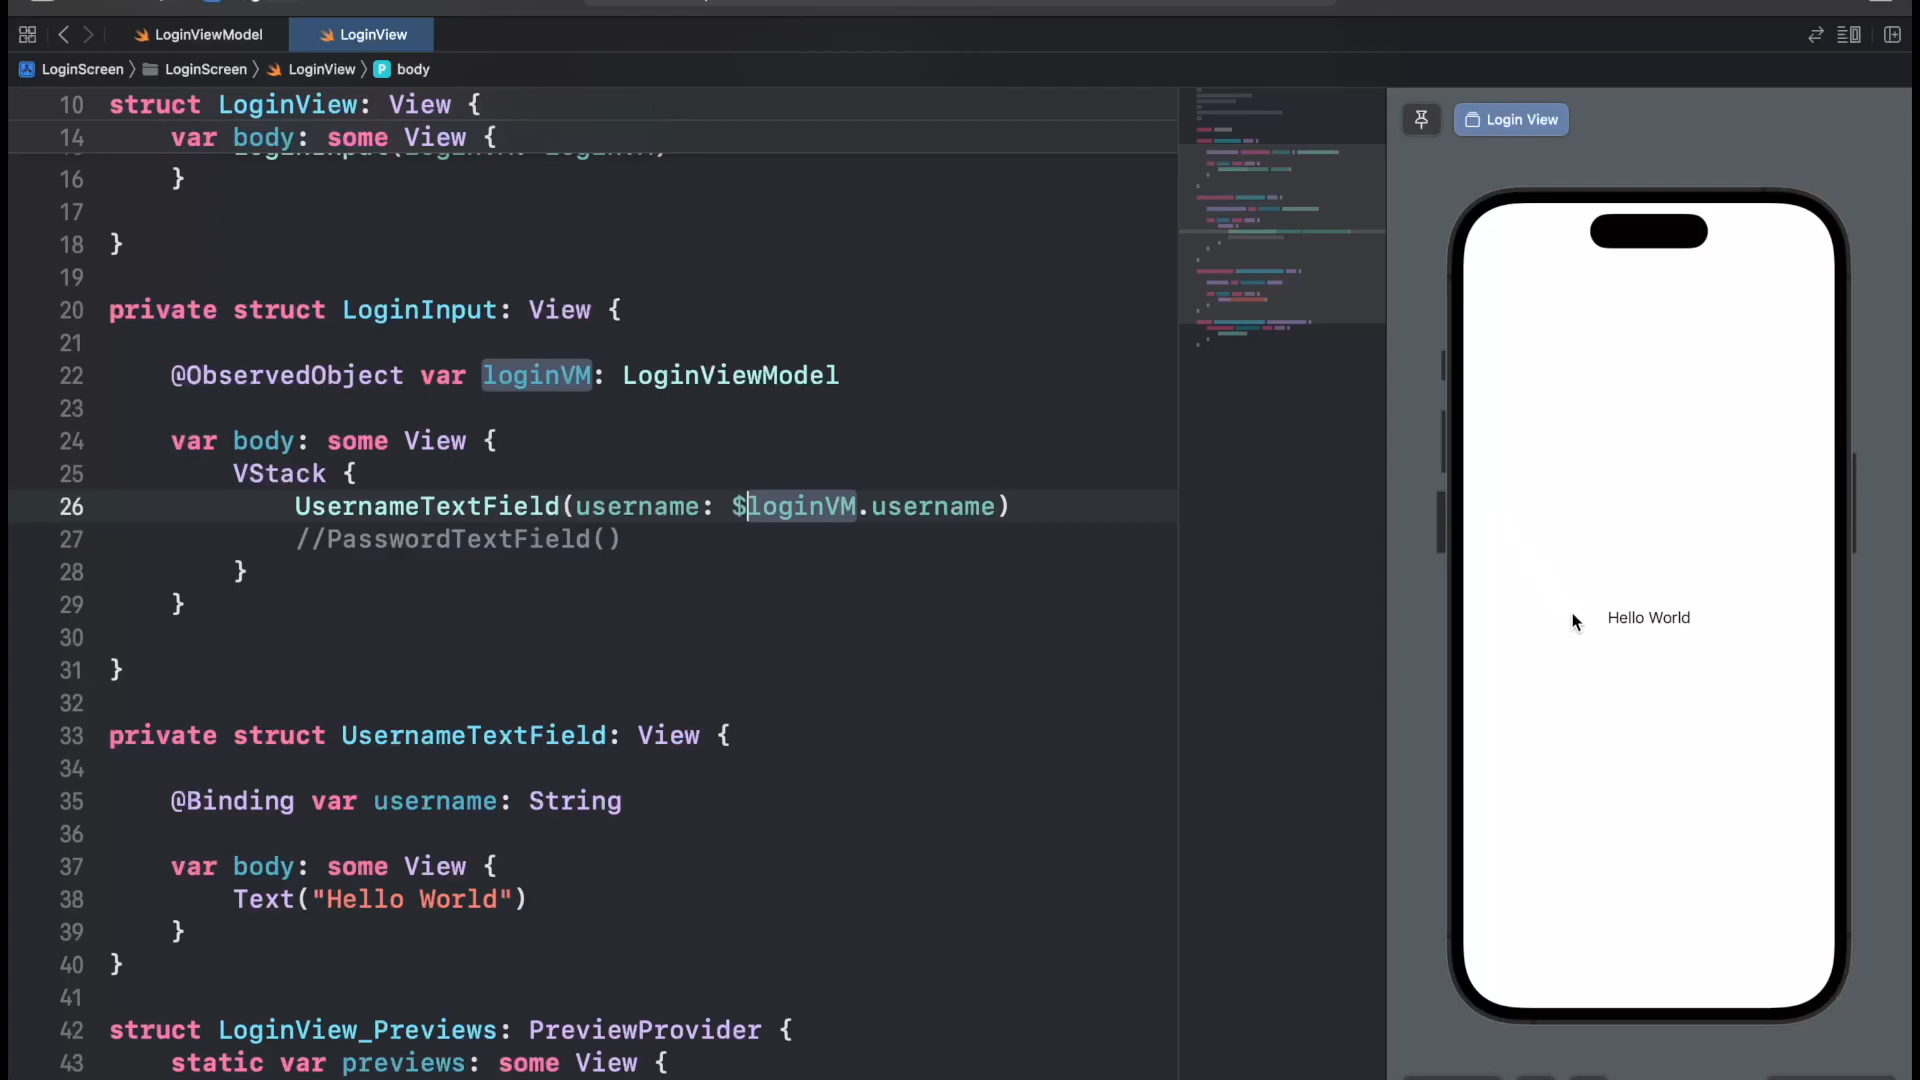 LoginViewModel LoginView
LoginScreen LoginScreen LoginView P body
10 struct LoginView: View {
14 var body: some View {
16 }
17
18 }
19
20 private struct LoginInput: View {
21
22 @ObservedObject var loginVM: LoginViewModel
23
24 var body: some View {
25 VStack {
26 UsernameTextField(username: $loginVM.username)
27 //PasswordTextField()
28 }
29 }
30
31 }
32
33 private struct UsernameTextField: View {
34
35 @Binding var username: String
36
37 var body: some View {
38 Text("Hello World")
39 }
40 }
41
42 struct LoginView_Previews: PreviewProvider {
43 static var previews: some View {
Login View
Hello World